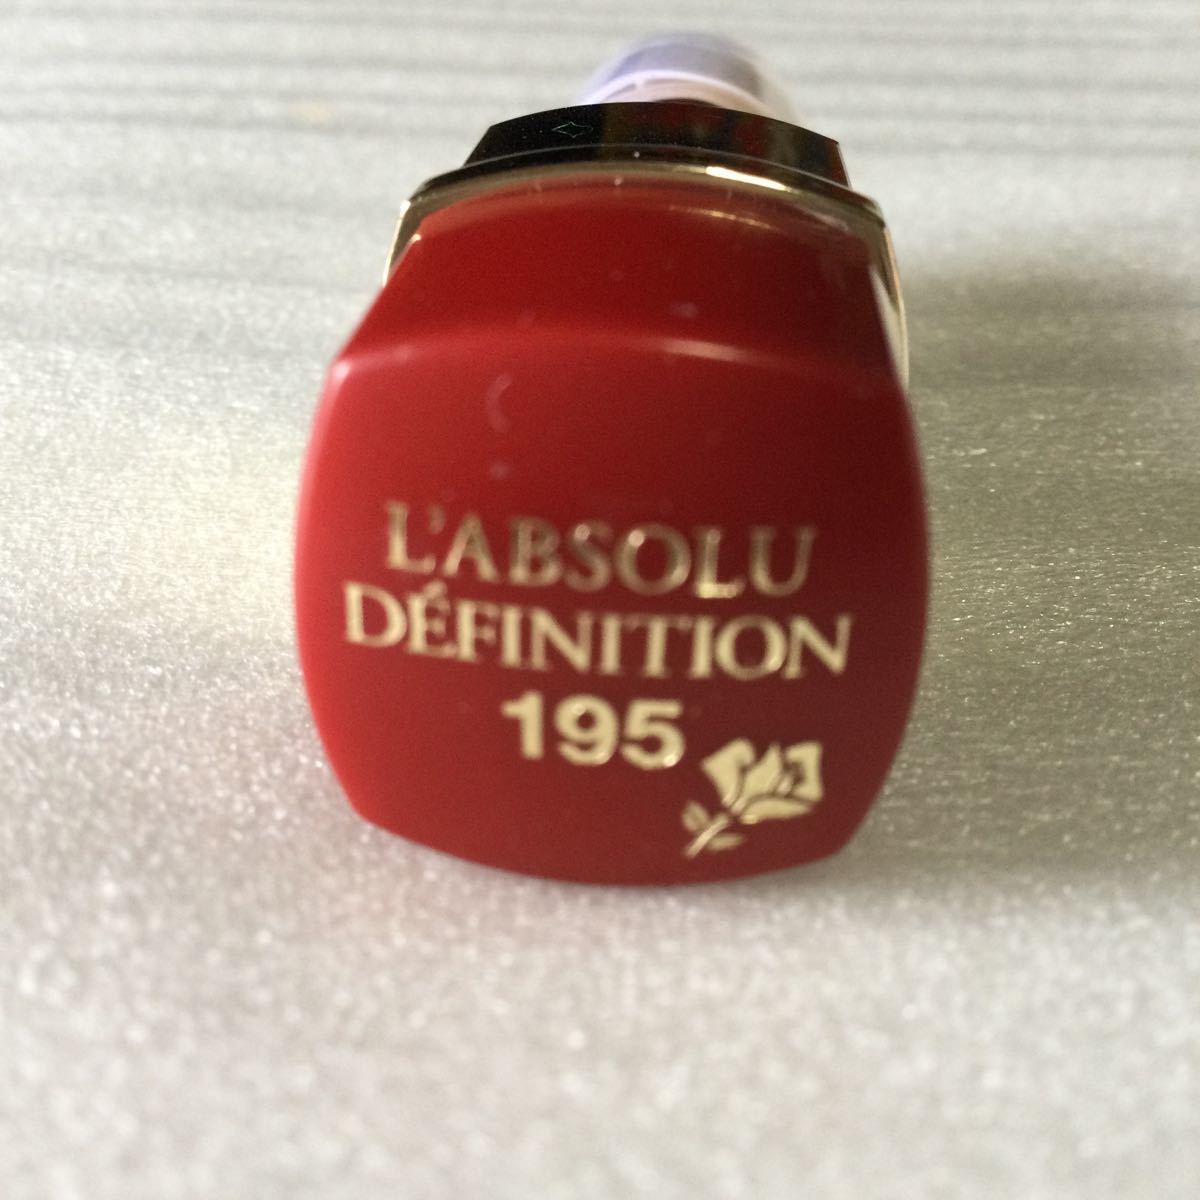 L'ABSOLU
DÉFINITION
195